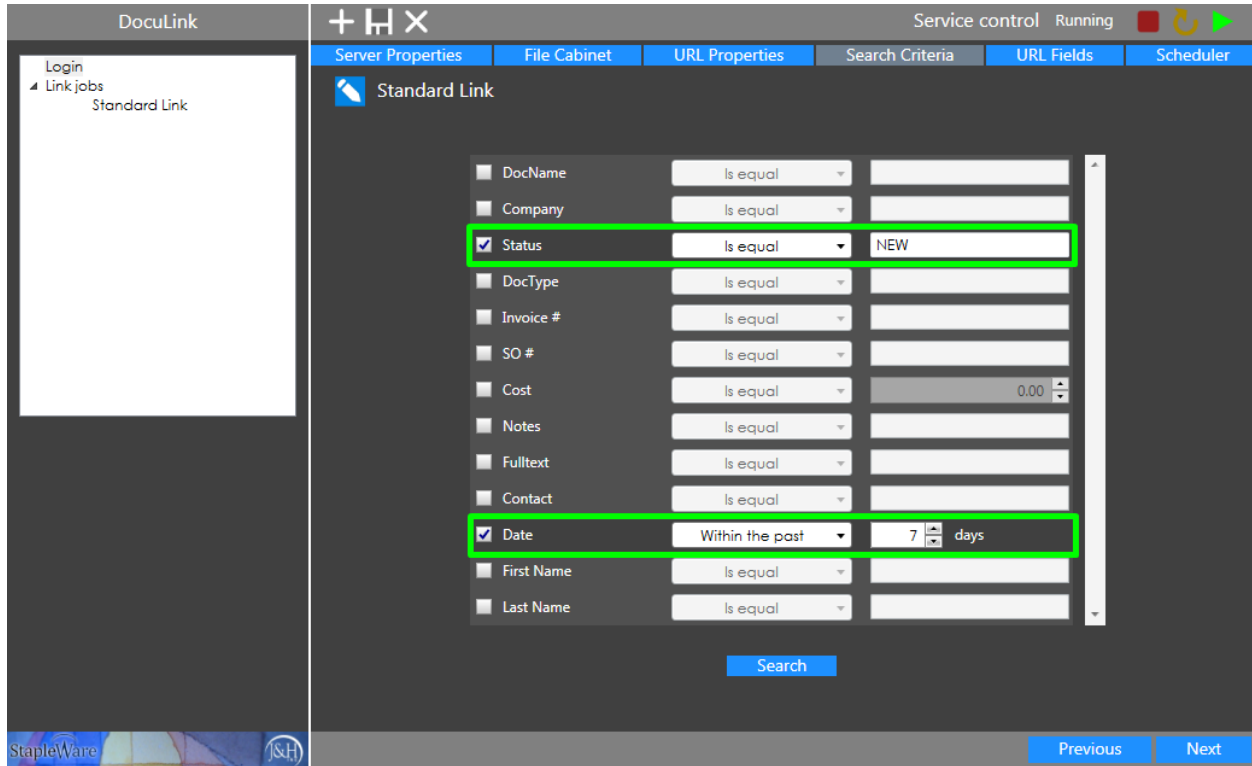 DocuLink
Service control Running
Server Properties File Cabinet URL Properties Search Criteria URL Fields Scheduler
Login
Link jobs
Standard Link
Standard Link
DocName Is equal
Company Is equal
Status Is equal NEW
DocType Is equal
Invoice # Is equal
SO # Is equal
Cost Is equal 0.00
Notes Is equal
Fulltext Is equal
Contact Is equal
Date Within the past 7 days
First Name Is equal
Last Name Is equal
Search
StapleWare J&H
Previous Next